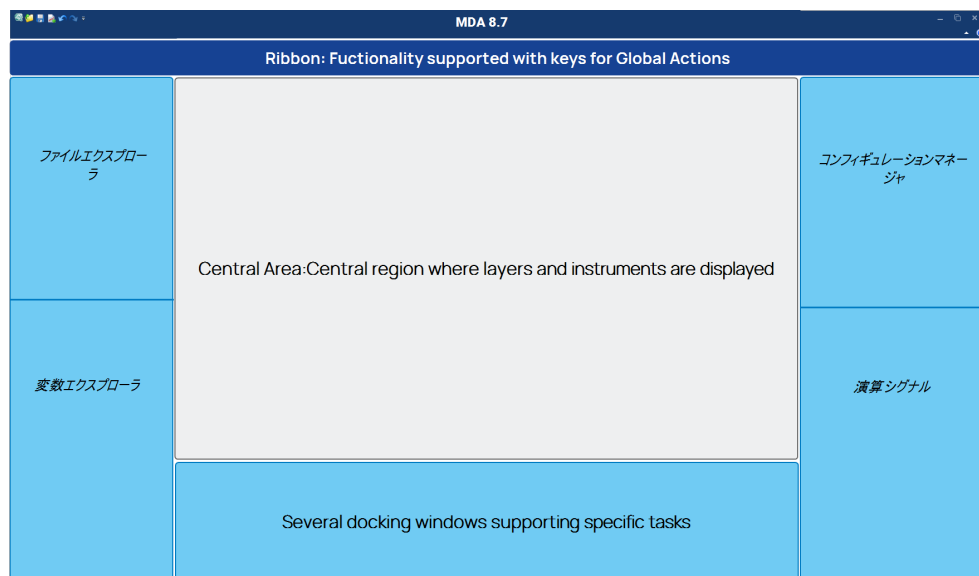 MDA 8.7
Ribbon: Fuctionality supported with keys for Global Actions
ファイルエクスプロー
ラ
コンフィギュレーションマネー
ジャ
Central Area:Central region where layers and instruments are displayed
変数エクスプローラ
演算シグナル
Several docking windows supporting specific tasks